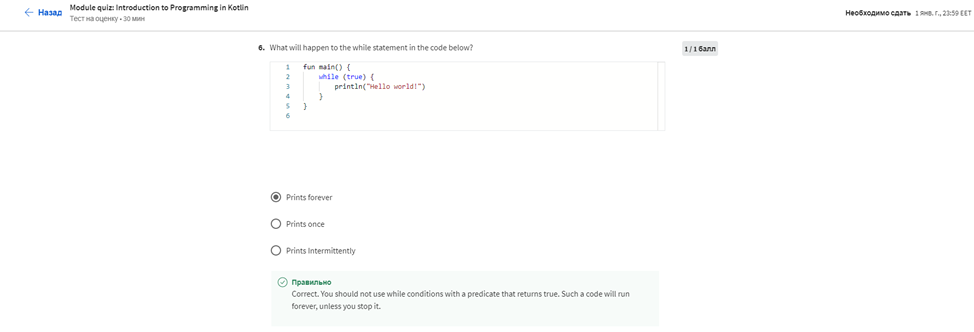 Назад
Module quiz: Introduction to Programming in Kotlin
Тест на оценку • 30 мин
Необходимо сдать 1 янв. г., 23:59 EET
6. What will happen to the while statement in the code below?
1 / 1 балл
1 fun main() {
2 while (true) {
3 println("Hello world!")
4 }
5 }
6
Prints forever
Prints once
Prints Intermittently
Правильно
Correct. You should not use while conditions with a predicate that returns true. Such a code will run
forever, unless you stop it.